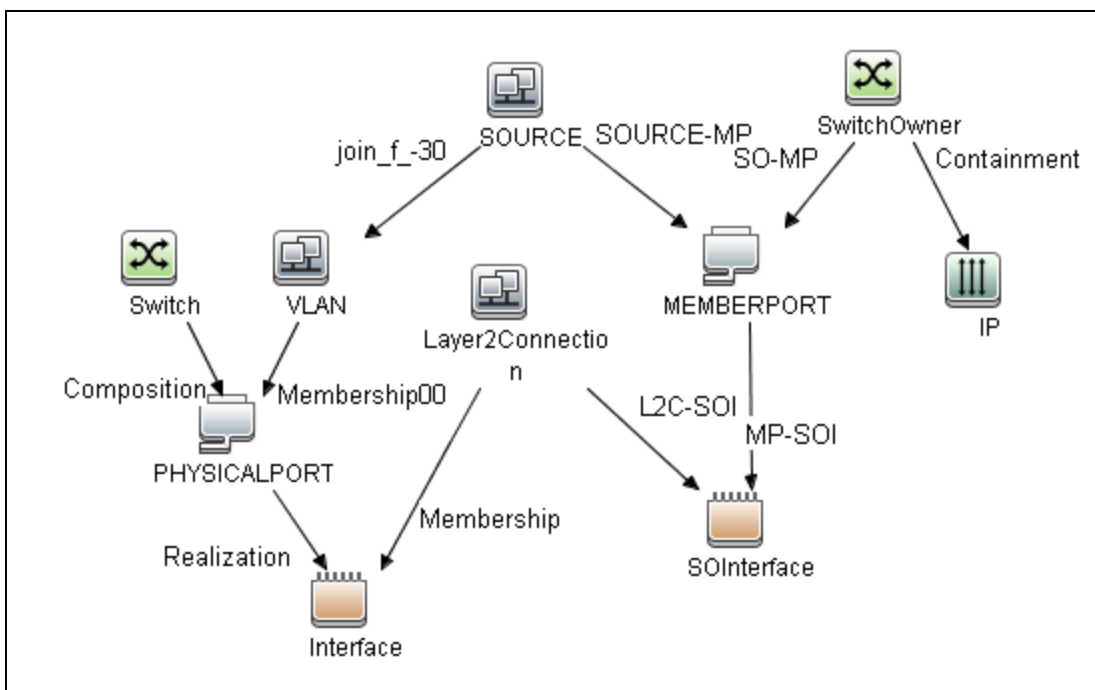 SOURCE
SwitchOwner
join_f_-30
SOURCE-MP
SO-MP
Containment
Switch
VLAN
Layer2Connectio
n
MEMBERPORT
IP
Composition
Membership00
L2C-SOI
MP-SOI
PHYSICALPORT
Membership
Realization
SOInterface
Interface